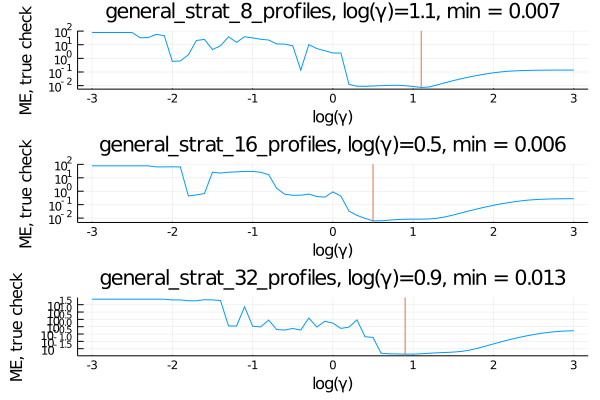 general_strat_8_profiles, log(γ)=1.1, min = 0.007
ME, true check
10²
10¹
10⁰
10⁻¹
10⁻²
-3 -2 -1 0 1 2 3
log(γ)
general_strat_16_profiles, log(γ)=0.5, min = 0.006
ME, true check
10²
10¹
10⁰
10⁻¹
10⁻²
-3 -2 -1 0 1 2 3
log(γ)
general_strat_32_profiles, log(γ)=0.9, min = 0.013
ME, true check
-3 -2 -1 0 1 2 3
log(γ)